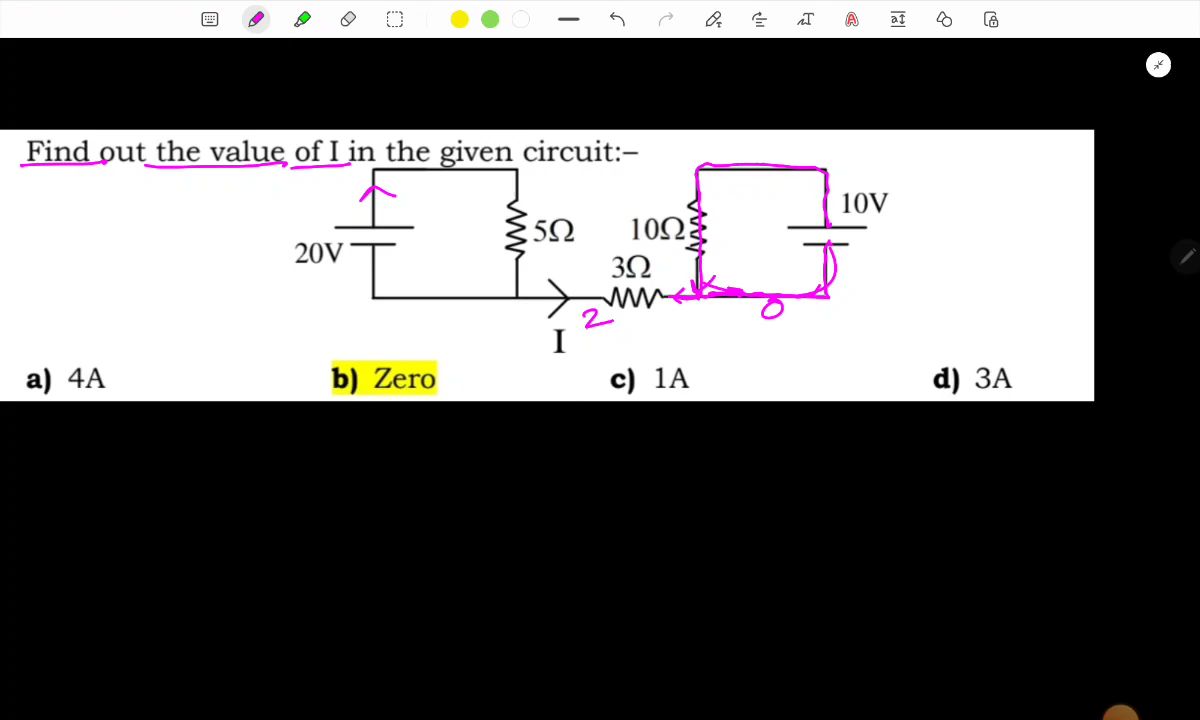 Find out the value of I in the given circuit:–
20V
5Ω
10Ω
10V
3Ω
2
0
I
a) 4A b) Zero c) 1A d) 3A